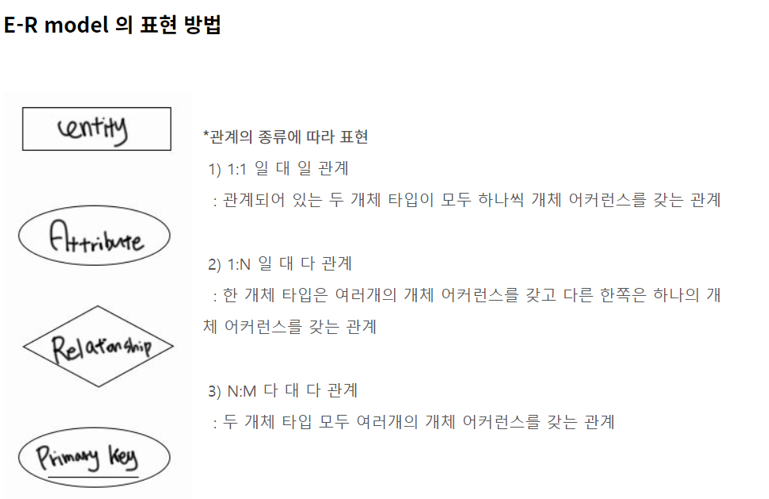 E-R model 의 표현 방법
entity
Attribute
Relationship
Primary key
*관계의 종류에 따라 표현
1) 1:1 일 대 일 관계
: 관계되어 있는 두 개체 타입이 모두 하나씩 개체 어커런스를 갖는 관계
2) 1:N 일 대 다 관계
: 한 개체 타입은 여러개의 개체 어커런스를 갖고 다른 한쪽은 하나의 개
체 어커런스를 갖는 관계
3) N:M 다 대 다 관계
: 두 개체 타입 모두 여러개의 개체 어커런스를 갖는 관계